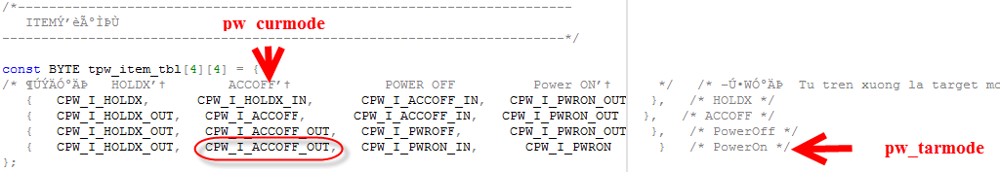 /*-----------------------------------------------------------------------
ITEMÝ’èÃ°ÌÞÙ
pw_curmode
-----------------------------------------------------------------------*/
const BYTE tpw_item_tbl[4][4] = {
/* ¶ÚÝÄÓ°ÄÞ HOLDX’† ACCOFF’† POWER OFF Power ON’† */ /* –Ú•WÓ°ÄÞ Tu tren xuong la target mo
{ CPW_I_HOLDX, CPW_I_HOLDX_IN, CPW_I_ACCOFF_IN, CPW_I_PWRON_OUT }, /* HOLDX */
{ CPW_I_HOLDX_OUT, CPW_I_ACCOFF, CPW_I_ACCOFF_IN, CPW_I_PWRON_OUT }, /* ACCOFF */
{ CPW_I_HOLDX_OUT, CPW_I_ACCOFF_OUT, CPW_I_PWROFF, CPW_I_PWRON_OUT }, /* PowerOff */
{ CPW_I_HOLDX_OUT, CPW_I_ACCOFF_OUT, CPW_I_PWRON_IN, CPW_I_PWRON } /* PowerOn */ pw_tarmode
};